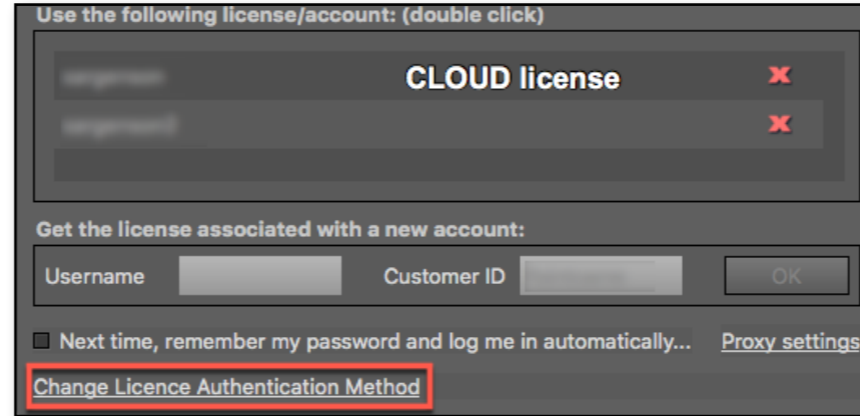 Use the following license/account: (double click)
CLOUD license
Get the license associated with a new account:
Username Customer ID OK
Next time, remember my password and log me in automatically... Proxy settings
Change Licence Authentication Method